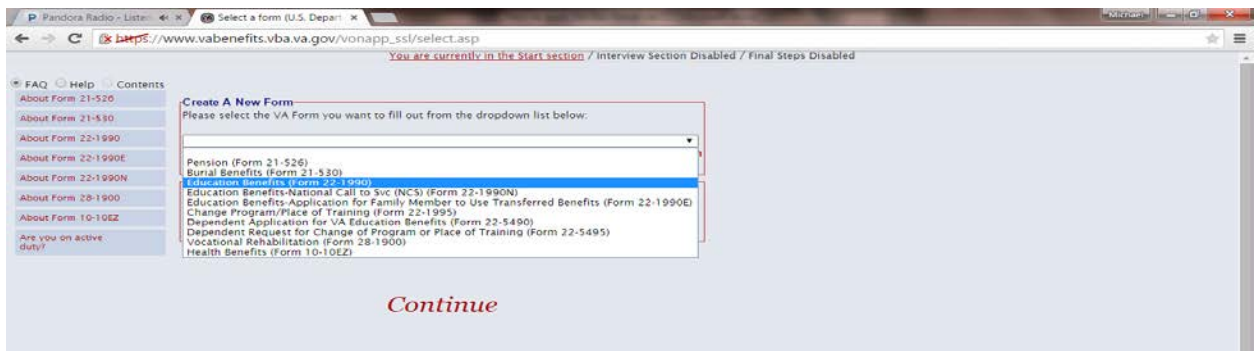 Pandora Radio - Listen
Select a form (U.S. Depart
Michael
https://www.vabenefits.vba.va.gov/vonapp_ssl/select.asp
You are currently in the Start section / Interview Section Disabled / Final Steps Disabled
FAQ Help Contents
About Form 21-526
About Form 21-530
About Form 22-1990
About Form 22-1990E
About Form 22-1990N
About Form 28-1900
About Form 10-10EZ
Are you on active
duty?
Create A New Form
Please select the VA Form you want to fill out from the dropdown list below:
Pension (Form 21-526)
Burial Benefits (Form 21-530)
Education Benefits (Form 22-1990)
Education Benefits-National Call to Svc (NCS) (Form 22-1990N)
Education Benefits-Application for Family Member to Use Transferred Benefits (Form 22-1990E)
Change Program/Place of Training (Form 22-1995)
Dependent Application for VA Education Benefits (Form 22-5490)
Dependent Request for Change of Program or Place of Training (Form 22-5495)
Vocational Rehabilitation (Form 28-1900)
Health Benefits (Form 10-10EZ)
Continue